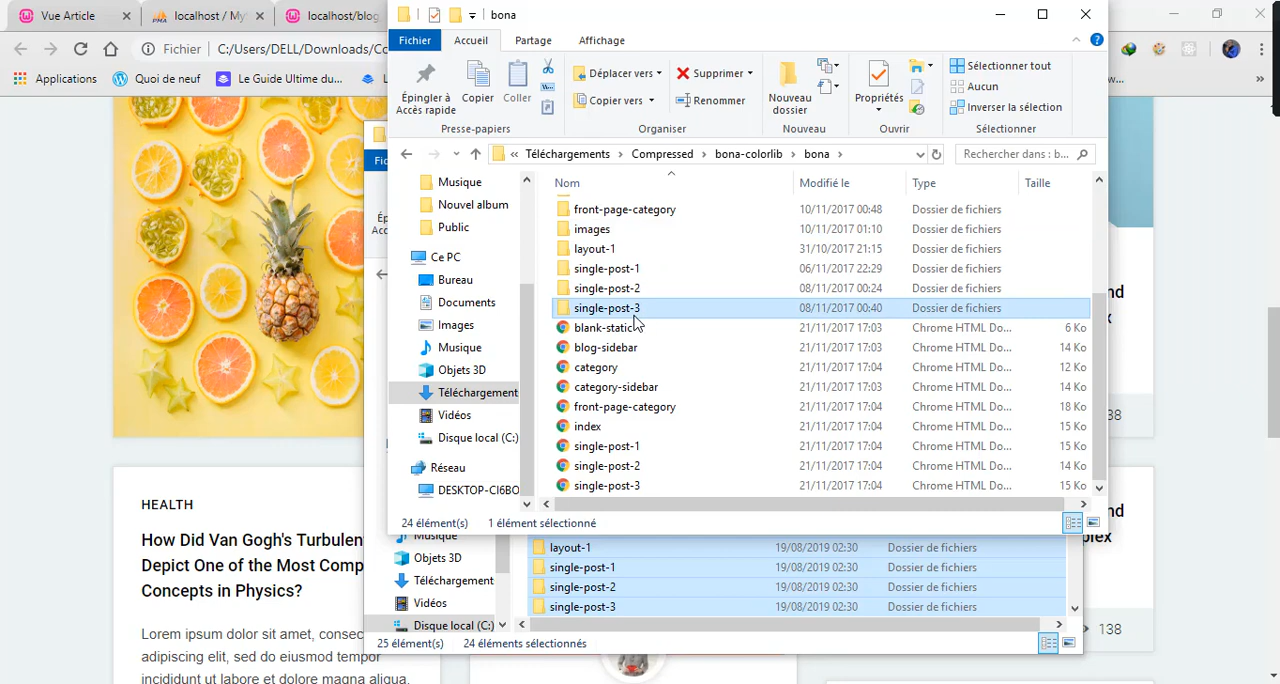 Vue Article
localhost / My
localhost/blog
bona
Fichier
C:/Users/DELL/Downloads/Co
Applications
Quoi de neuf
Le Guide Ultime du...
Fichier
Accueil
Partage
Affichage
Épingler à
Accès rapide
Copier
Coller
Presse-papiers
Déplacer vers
Copier vers
Supprimer
Renommer
Organiser
Nouveau
dossier
Nouveau
Propriétés
Ouvrir
Sélectionner tout
Aucun
Inverser la sélection
Sélectionner
« Téléchargements > Compressed > bona-colorlib > bona >
Rechercher dans : b...
Musique
Nouvel album
Public
Ce PC
Bureau
Documents
Images
Musique
Objets 3D
Téléchargement
Vidéos
Disque local (C:)
Réseau
DESKTOP-CI6BO
Nom Modifié le Type Taille
front-page-category 10/11/2017 00:48 Dossier de fichiers
images 10/11/2017 01:10 Dossier de fichiers
layout-1 31/10/2017 21:15 Dossier de fichiers
single-post-1 06/11/2017 22:29 Dossier de fichiers
single-post-2 08/11/2017 00:24 Dossier de fichiers
single-post-3 08/11/2017 00:40 Dossier de fichiers
blank-static 21/11/2017 17:03 Chrome HTML Do... 6 Ko
blog-sidebar 21/11/2017 17:03 Chrome HTML Do... 14 Ko
category 21/11/2017 17:04 Chrome HTML Do... 12 Ko
category-sidebar 21/11/2017 17:03 Chrome HTML Do... 14 Ko
front-page-category 21/11/2017 17:04 Chrome HTML Do... 18 Ko
index 21/11/2017 17:04 Chrome HTML Do... 15 Ko
single-post-1 21/11/2017 17:04 Chrome HTML Do... 15 Ko
single-post-2 21/11/2017 17:04 Chrome HTML Do... 15 Ko
single-post-3 21/11/2017 17:04 Chrome HTML Do... 15 Ko
24 élément(s) 1 élément sélectionné
Musique
Objets 3D
Téléchargement
Vidéos
Disque local (C:)
layout-1 19/08/2019 02:30 Dossier de fichiers
single-post-1 19/08/2019 02:30 Dossier de fichiers
single-post-2 19/08/2019 02:30 Dossier de fichiers
single-post-3 19/08/2019 02:30 Dossier de fichiers
25 élément(s) 24 éléments sélectionnés
HEALTH
How Did Van Gogh's Turbulen
Depict One of the Most Comp
Concepts in Physics?
Lorem ipsum dolor sit amet, consec
adipiscing elit, sed do eiusmod tempor
incididunt ut labore et dolore magna aliqua.
nd
38
nd
plex
138